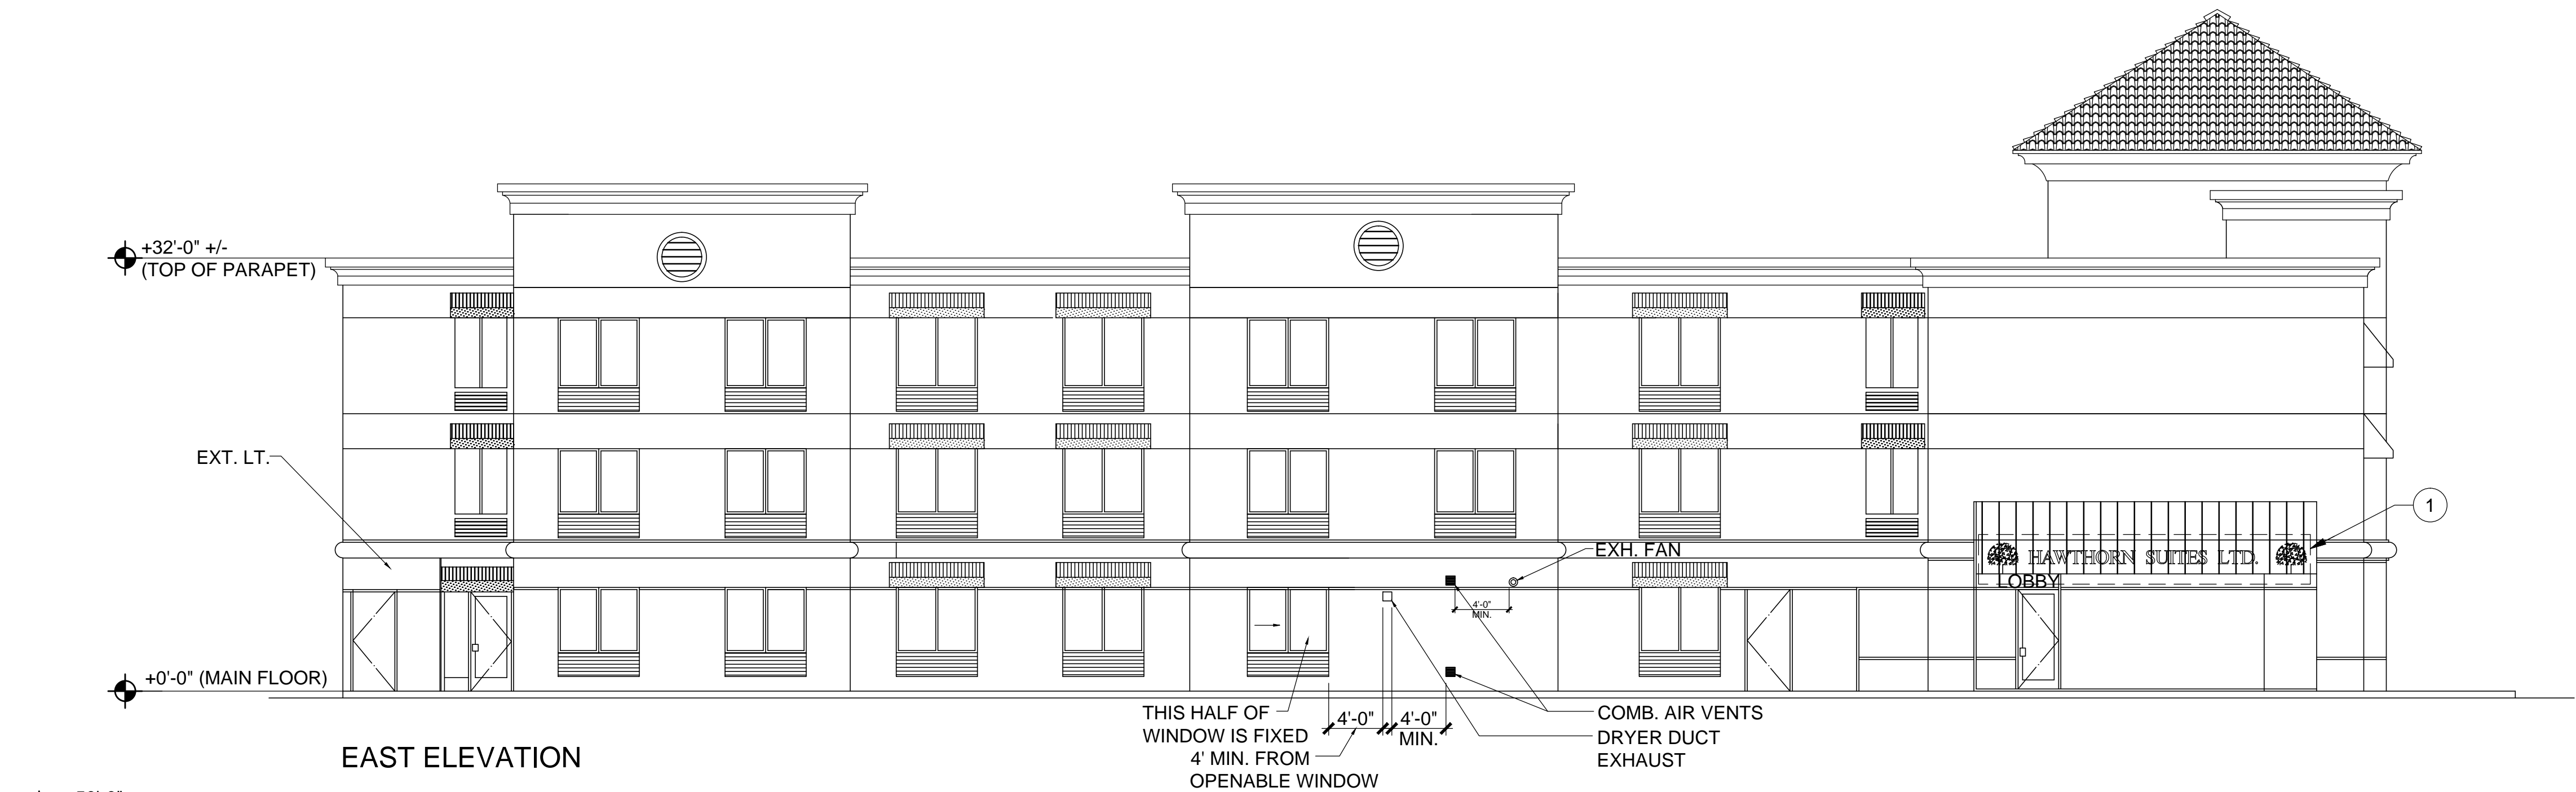 +32'-0" +/-
(TOP OF PARAPET)
EXT. LT.
1
EXH. FAN
HAWTHORN SUITES LTD.
LOBBY
4'-0"
MIN.
+0'-0" (MAIN FLOOR)
THIS HALF OF
WINDOW IS FIXED
4' MIN. FROM
OPENABLE WINDOW
4'-0"
4'-0"
MIN.
COMB. AIR VENTS
DRYER DUCT
EXHAUST
EAST ELEVATION